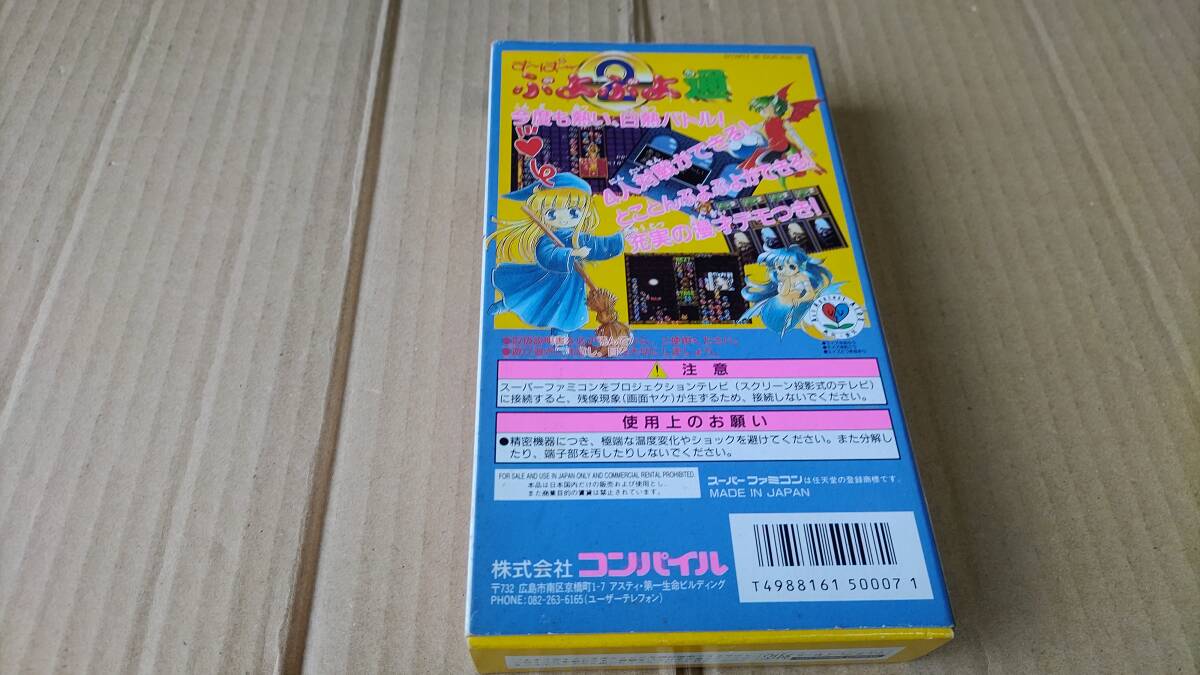 す〜ぱ〜
ぷよぷよ通
2
今度も熱い、白熱バトル!
4人対戦ができる!
とことんぷよぷよができる!
充実の漫才デモつき!
注意
スーパーファミコンをプロジェクションテレビ(スクリーン投影式のテレビ)
に接続すると、残像現象(画面ヤケ)が生ずるため、接続しないでください。
使用上のお願い
●精密機器につき、極端な温度変化やショックを避けてください。また分解し
たり、端子部を汚したりしないでください。
FOR SALE AND USE IN JAPAN ONLY AND COMMERCIAL RENTAL PROHIBITED.
本品は日本国内だけの販売および使用とし、
また商業目的の賃貸は禁止されています。
スーパーファミコンは任天堂の登録商標です。
MADE IN JAPAN
株式会社 コンパイル
〒732 広島市南区京橋町1-7 アスティ・第一生命ビルディング
PHONE: 082-263-6165(ユーザーテレフォン)
T4988161 50007 1